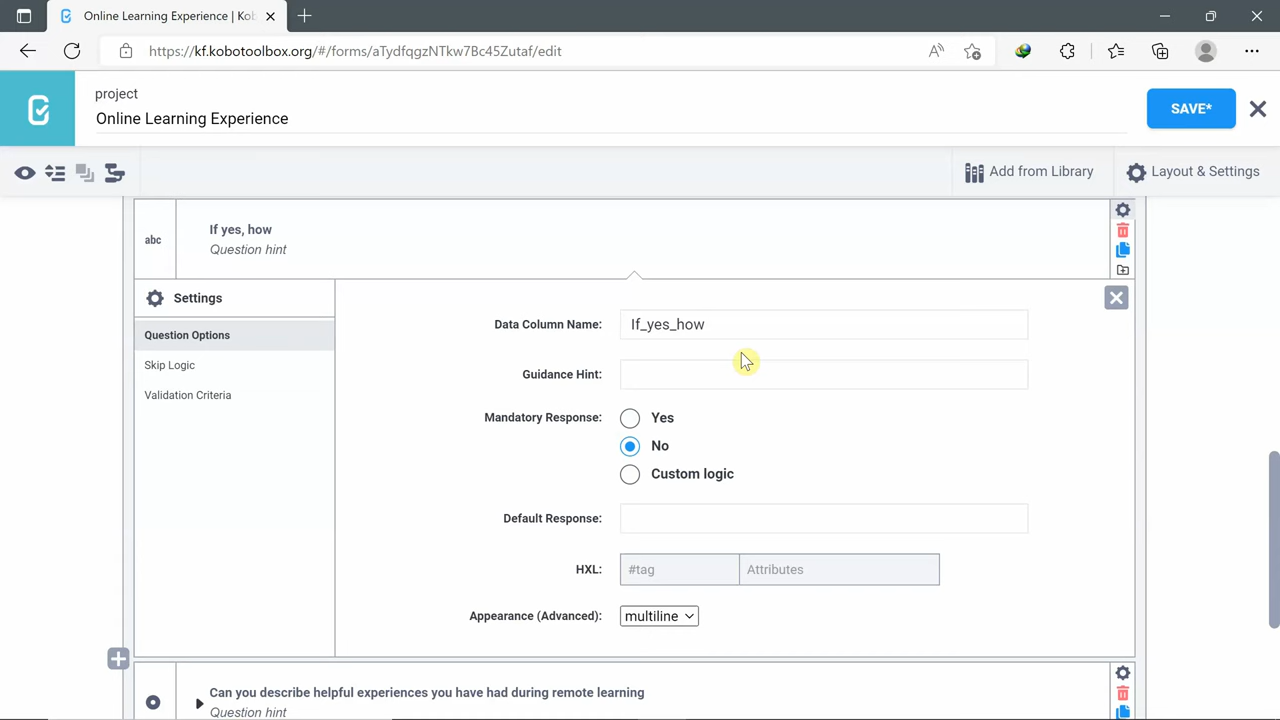 Online Learning Experience | Kob
https://kf.kobotoolbox.org/#/forms/aTydfqgzNTkw7Bc45Zutaf/edit
project
Online Learning Experience
SAVE*
Add from Library
Layout & Settings
abc
If yes, how
Question hint
Settings
Question Options
Skip Logic
Validation Criteria
Data Column Name:
If_yes_how
Guidance Hint:
Mandatory Response:
Yes
No
Custom logic
Default Response:
HXL:
#tag
Attributes
Appearance (Advanced):
multiline
Can you describe helpful experiences you have had during remote learning
Question hint